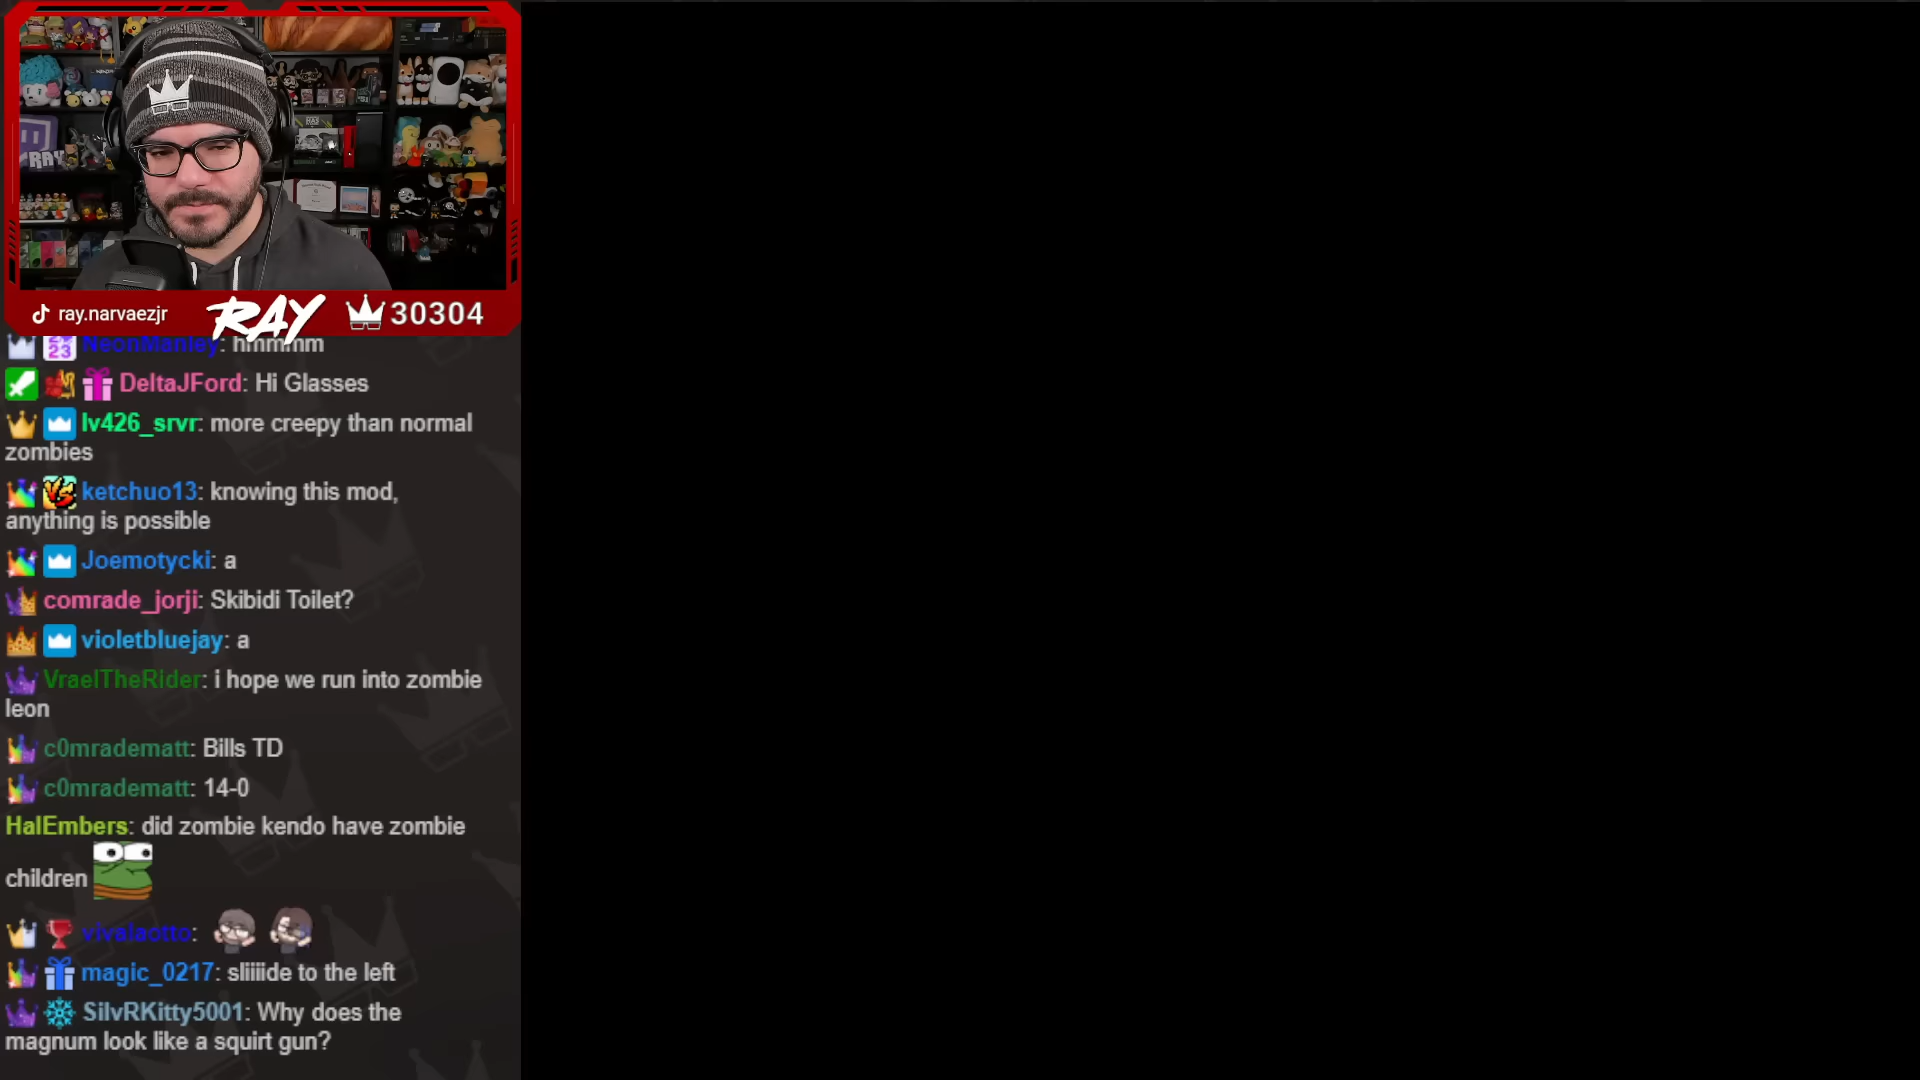 ray.narvaezjr RAY 30304
NeonManley: hmmmm
DeltaJFord: Hi Glasses
lv426_srvr: more creepy than normal
zombies
ketchuo13: knowing this mod,
anything is possible
Joemotycki: a
comrade_jorji: Skibidi Toilet?
violetbluejay: a
VraelTheRider: i hope we run into zombie
leon
c0mradematt: Bills TD
c0mradematt: 14-0
HalEmbers: did zombie kendo have zombie
children
vivalaotto:
magic_0217: sliiiide to the left
SilvRKitty5001: Why does the
magnum look like a squirt gun?